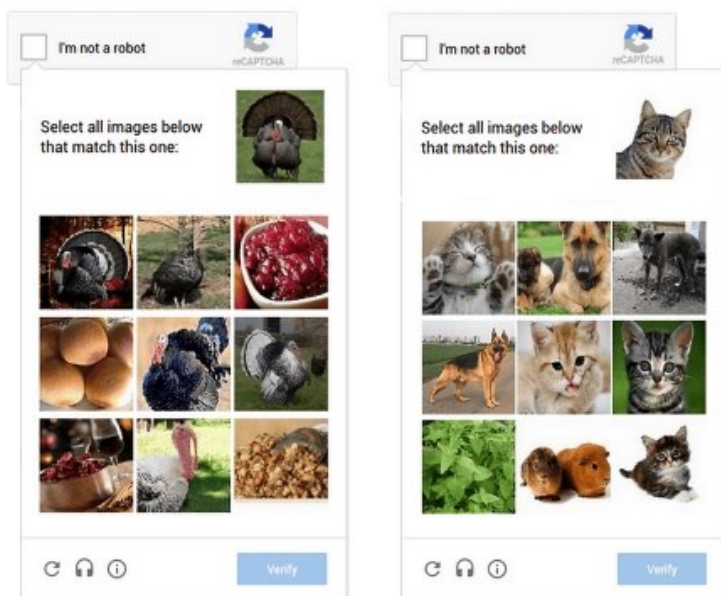 I'm not a robot
reCAPTCHA
Select all images below
that match this one:
Verify
I'm not a robot
reCAPTCHA
Select all images below
that match this one:
Verify